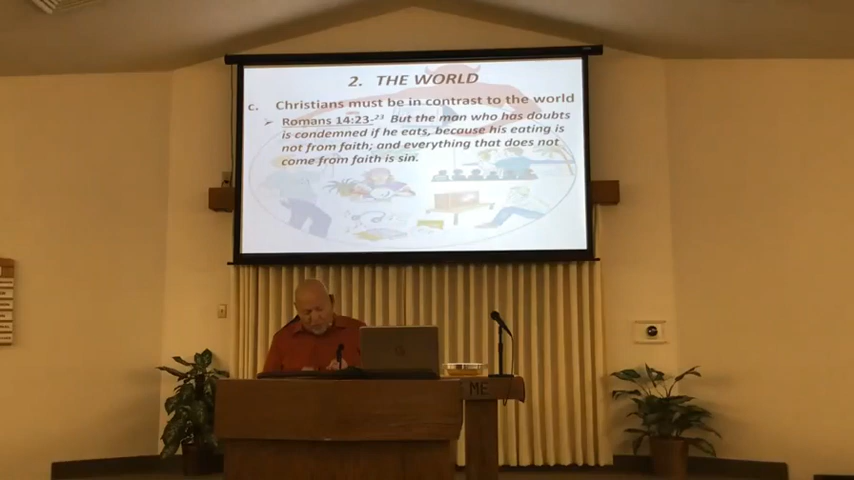 2. THE WORLD
c. Christians must be in contrast to the world
➢ Romans 14:23 23 But the man who has doubts
is condemned if he eats, because his eating is
not from faith; and everything that does not
come from faith is sin.
ME